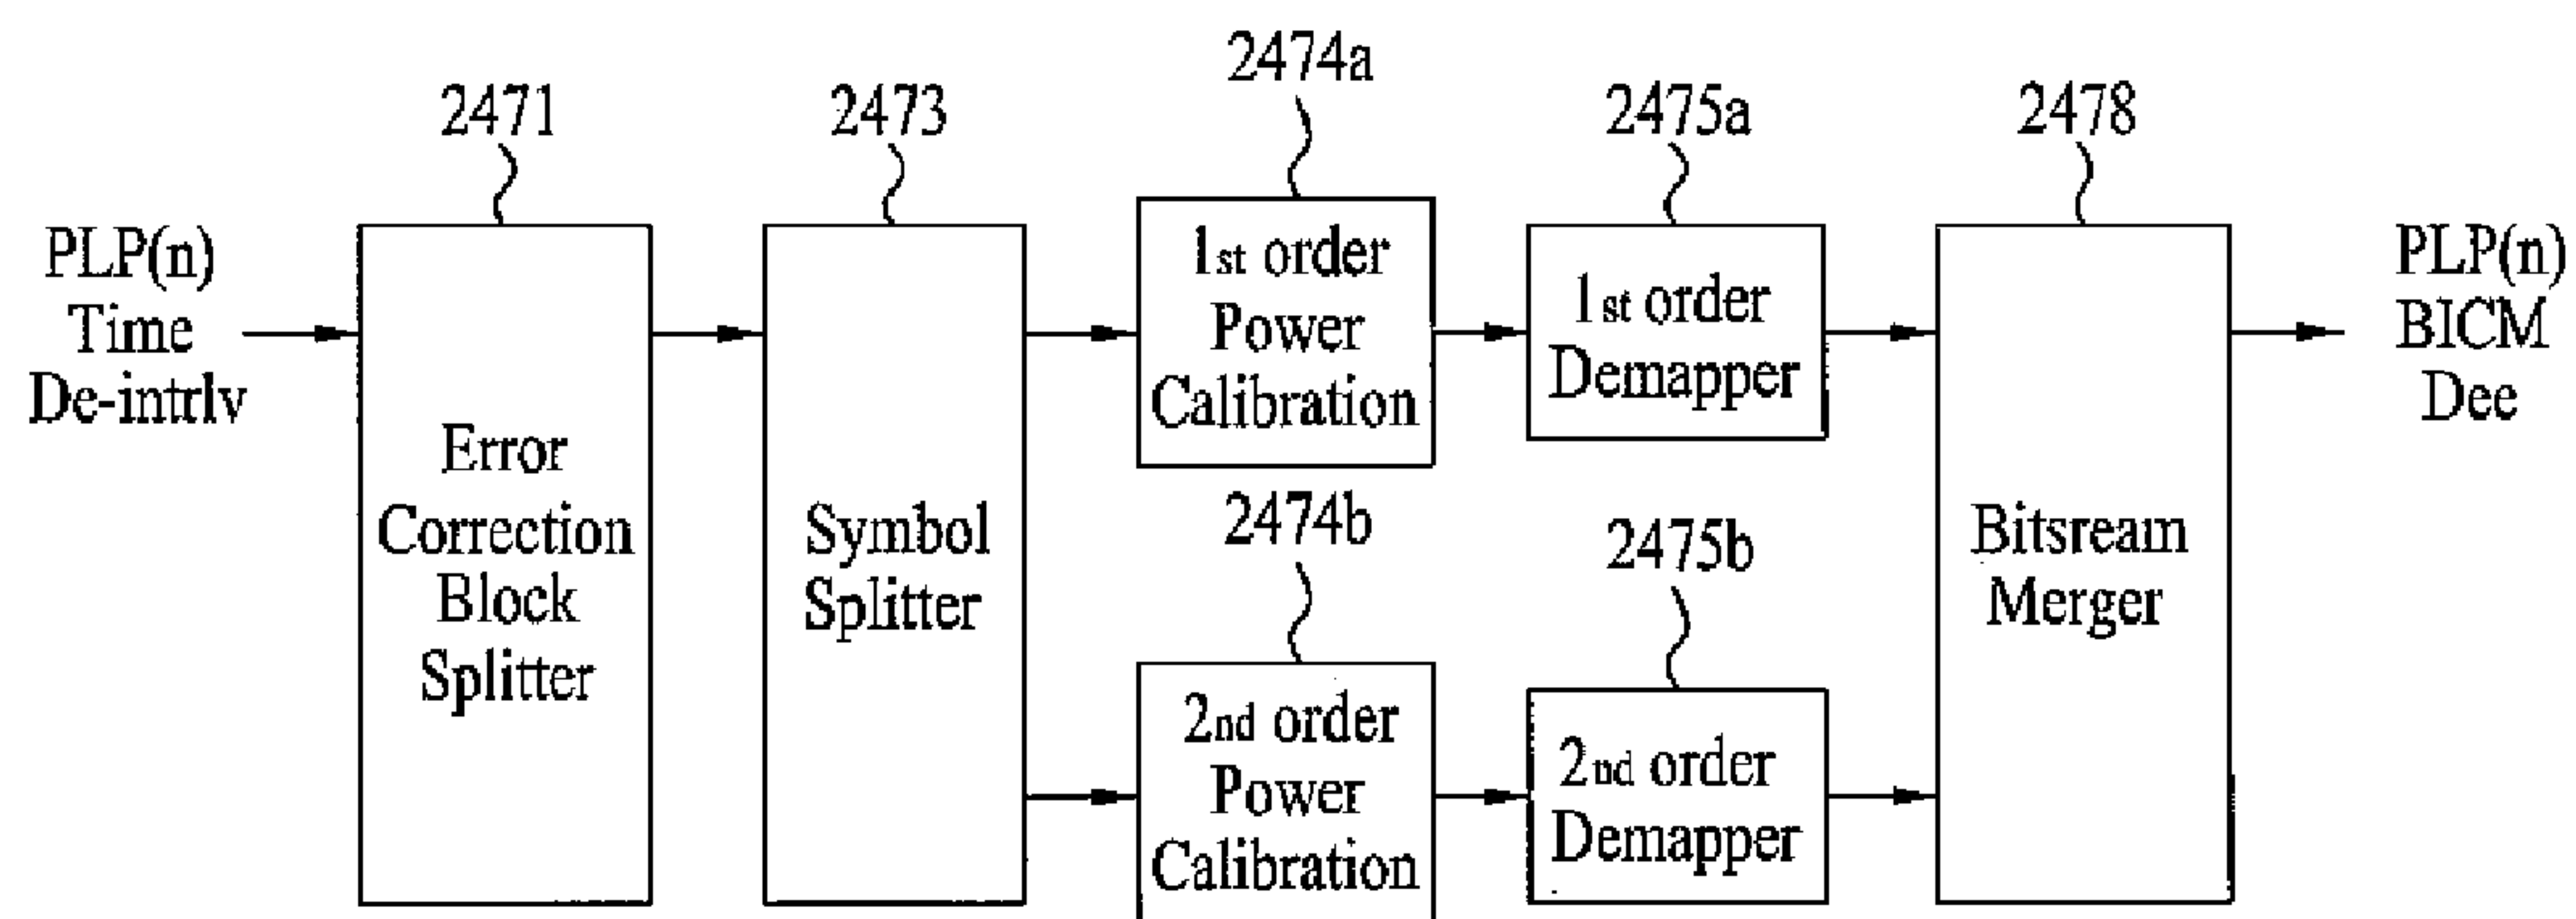 2471
2473
2474a
2475a
2478
PLP(n)
Time
De-intrlv
Error
Correction
Block
Splitter
Symbol
Splitter
1st order
Power
Calibration
1st order
Demapper
2474b
2nd order
Power
Calibration
2475b
2nd order
Demapper
Bitsream
Merger
PLP(n)
BICM
Dee